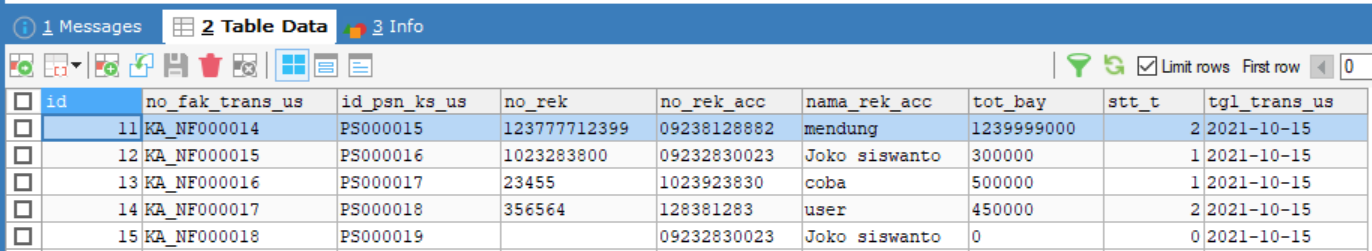 1 Messages 2 Table Data 3 Info
Limit rows First row 0
id no_fak_trans_us id_psn_ks_us no_rek no_rek_acc nama_rek_acc tot_bay stt_t tgl_trans_us
11 KA_NF000014 PS000015 123777712399 09238128882 mendung 1239999000 2 2021-10-15
12 KA_NF000015 PS000016 1023283800 09232830023 Joko siswanto 300000 1 2021-10-15
13 KA_NF000016 PS000017 23455 1023923830 coba 500000 1 2021-10-15
14 KA_NF000017 PS000018 356564 128381283 user 450000 2 2021-10-15
15 KA_NF000018 PS000019 09232830023 Joko siswanto 0 0 2021-10-15